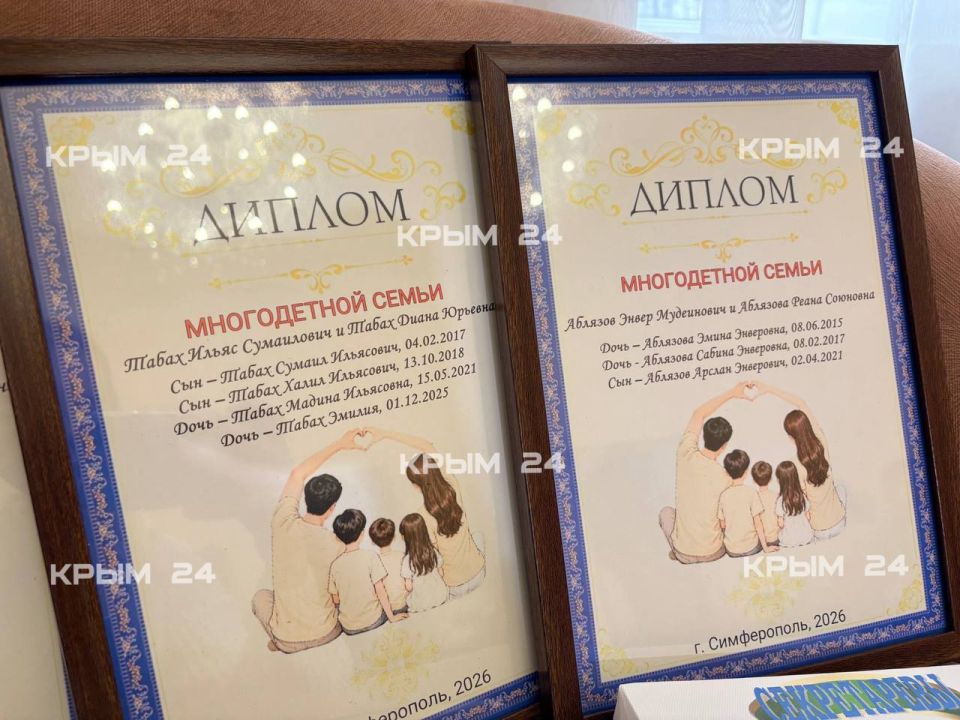 КРЫМ 24
ДИПЛОМ
МНОГОДЕТНОЙ СЕМЬИ
Табах Ильяс Сумаилович и Табах Диана Юрьевна
Сын – Табах Сумаил Ильясович, 04.02.2017
Сын – Табах Халил Ильясович, 13.10.2018
Дочь – Табах Мадина Ильясовна, 15.05.2021
Дочь – Табах Эмилия, 01.12.2025
КРЫМ 24
ферополь, 2026
КРЫМ 24
КРЫМ 24
КРЫМ 24
ДИПЛОМ
МНОГОДЕТНОЙ СЕМЬИ
Аблязов Энвер Мудеинович и Аблязова Реана Союновна
Дочь – Аблязова Эмина Энверовна, 08.06.2015
Дочь - Аблязова Сабина Энверовна, 08.02.2017
Сын – Аблязов Арслан Энверович, 02.04.2021
КРЫМ 24
г. Симферополь, 2026
СЕКРЕТАРЕВЫ